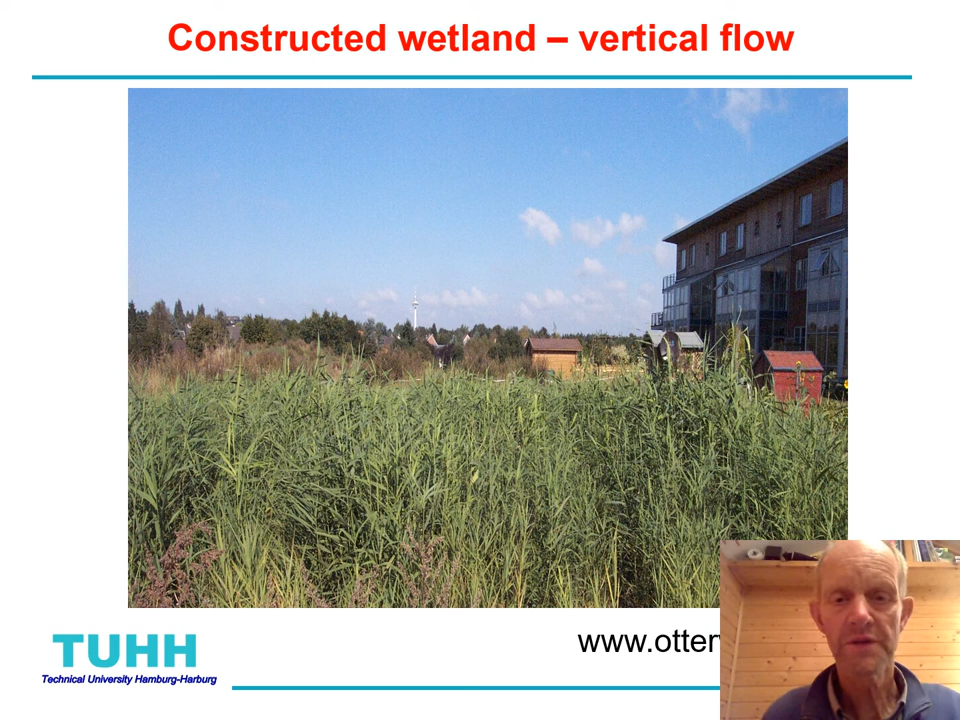 Constructed wetland – vertical flow
www.otter
TUHH
Technical University Hamburg-Harburg